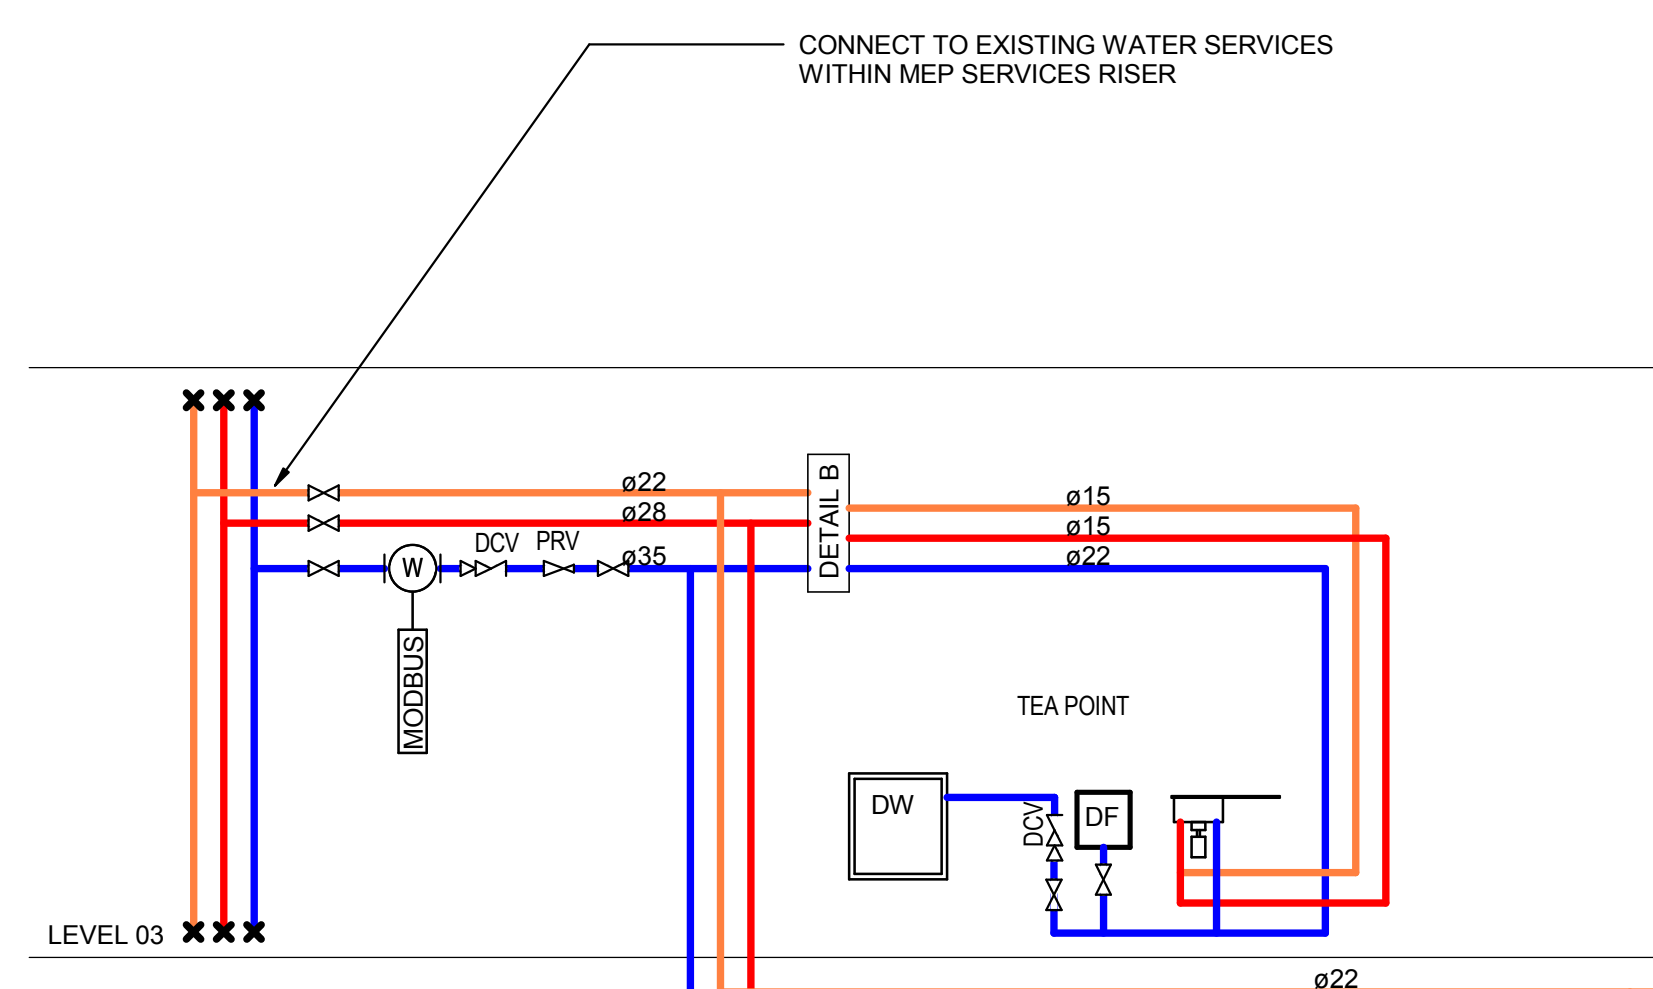 CONNECT TO EXISTING WATER SERVICES
WITHIN MEP SERVICES RISER
ø22
ø28
DCV
PRV
ø35
W
MODBUS
DETAIL B
ø15
ø15
ø22
TEA POINT
DW
DCV
DF
LEVEL 03
ø22